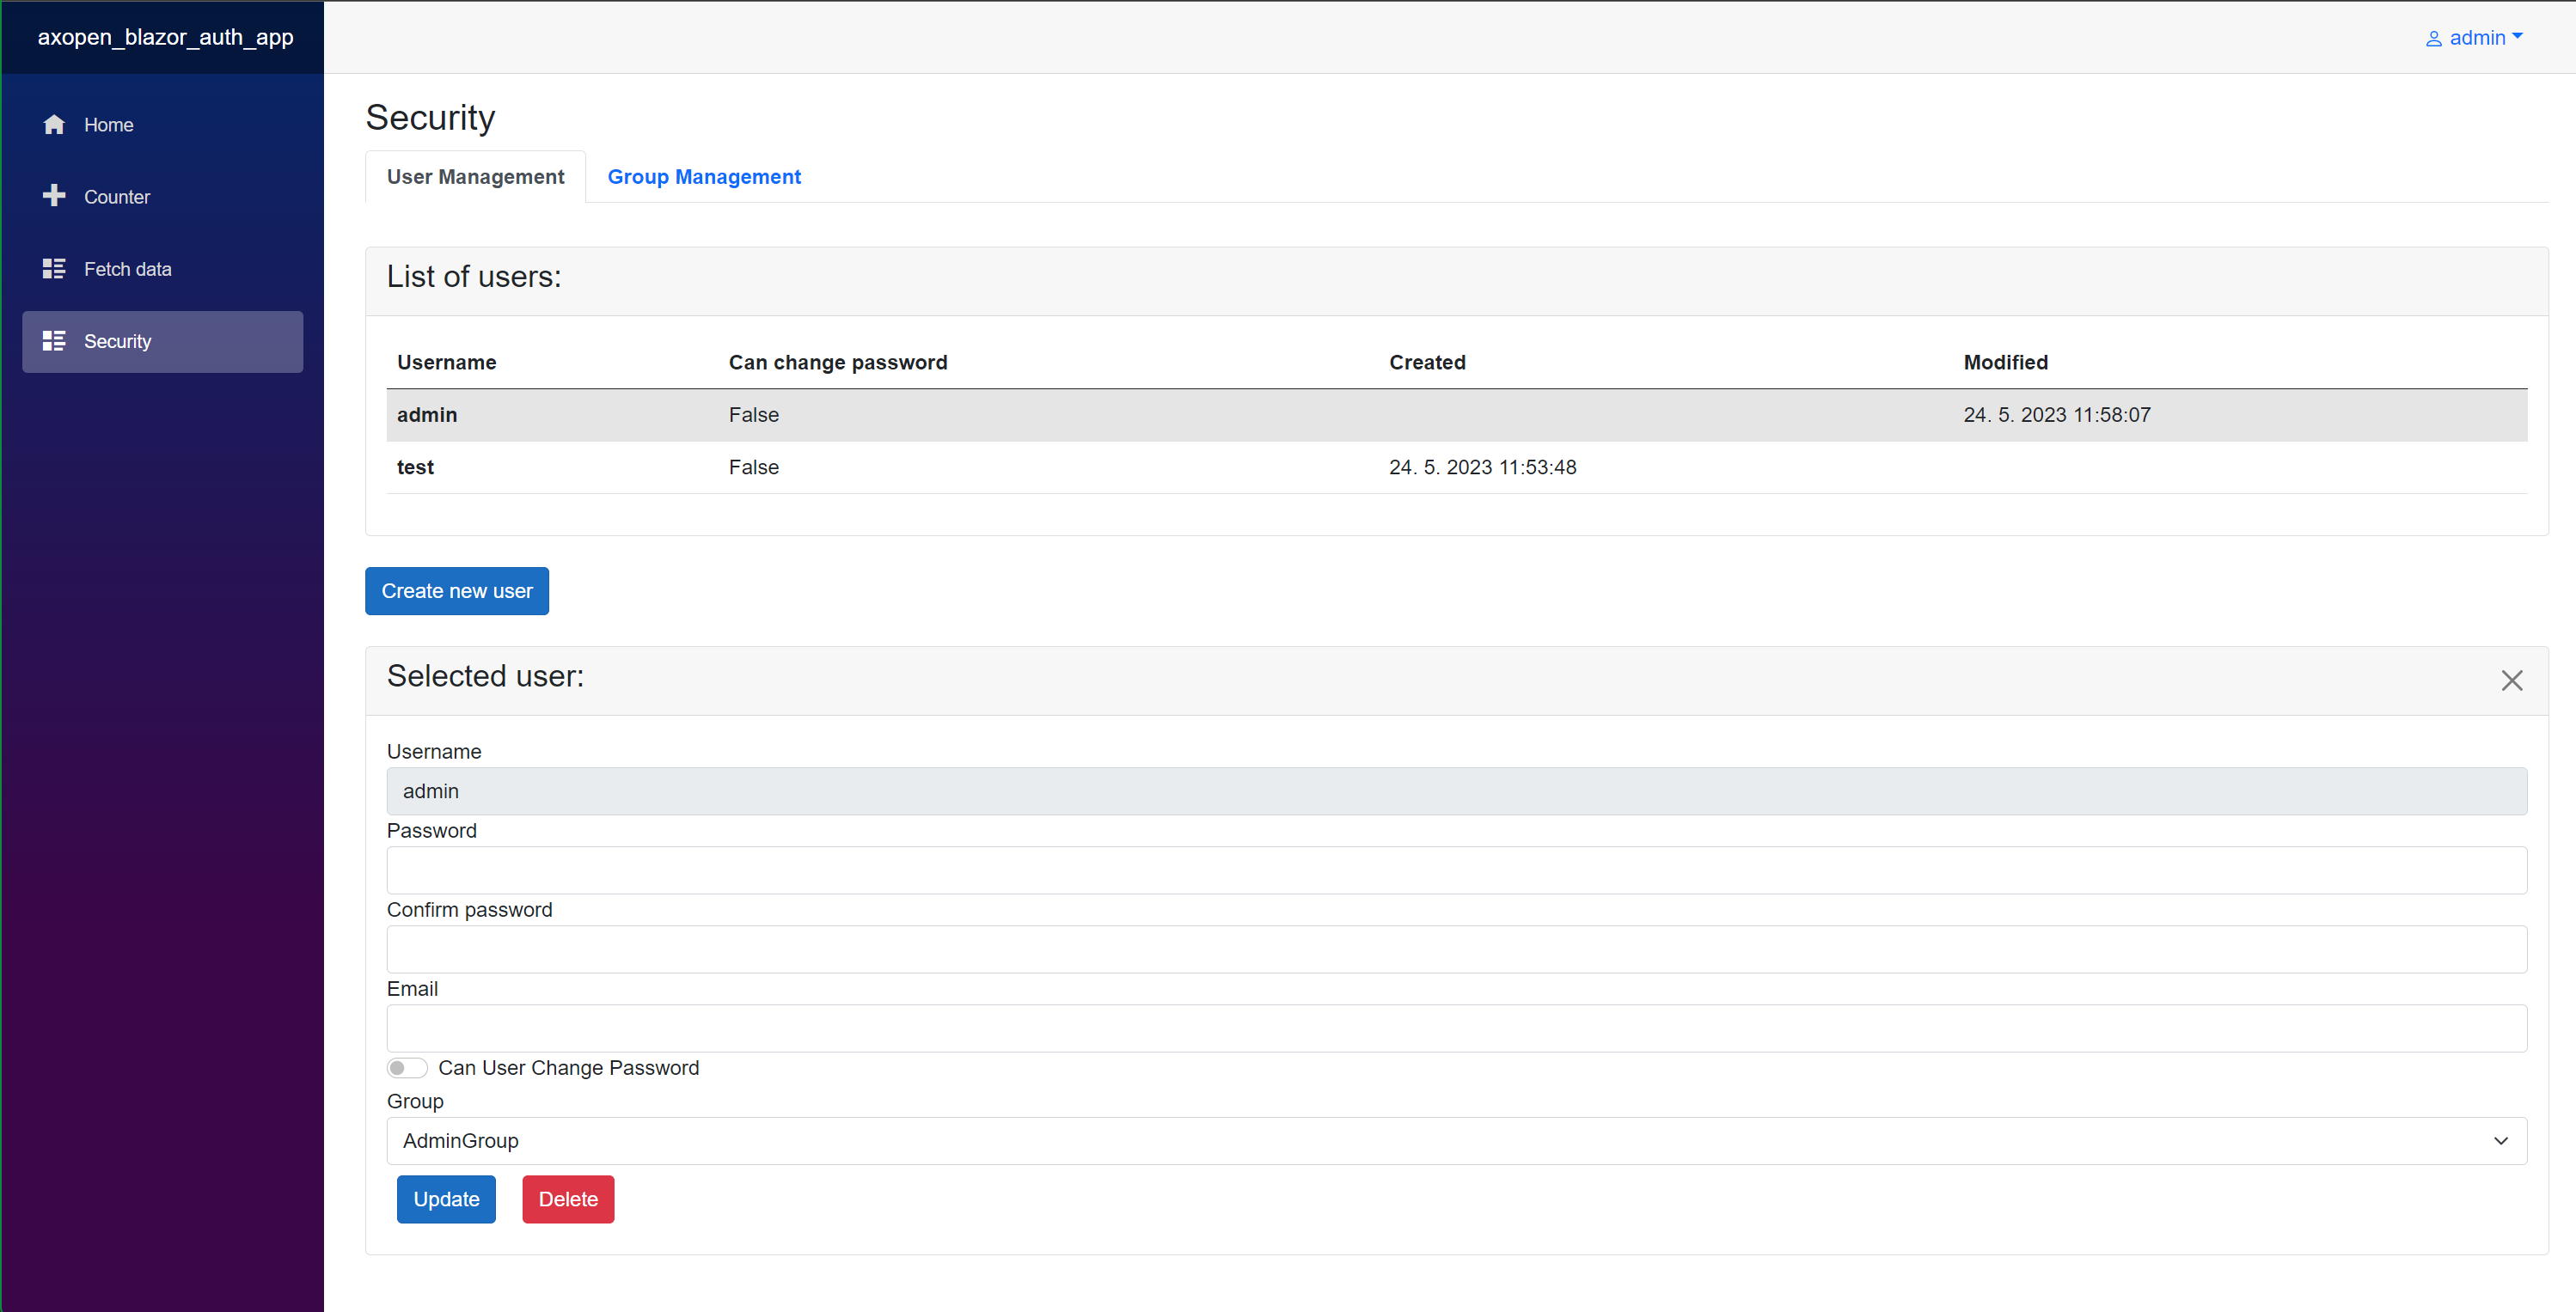 axopen_blazor_auth_app
admin
Home
Counter
Fetch data
Security
Security
User Management Group Management
List of users:
Username Can change password Created Modified
admin False 24. 5. 2023 11:58:07
test False 24. 5. 2023 11:53:48
Create new user
Selected user:
Username
admin
Password
Confirm password
Email
Can User Change Password
Group
AdminGroup
Update Delete